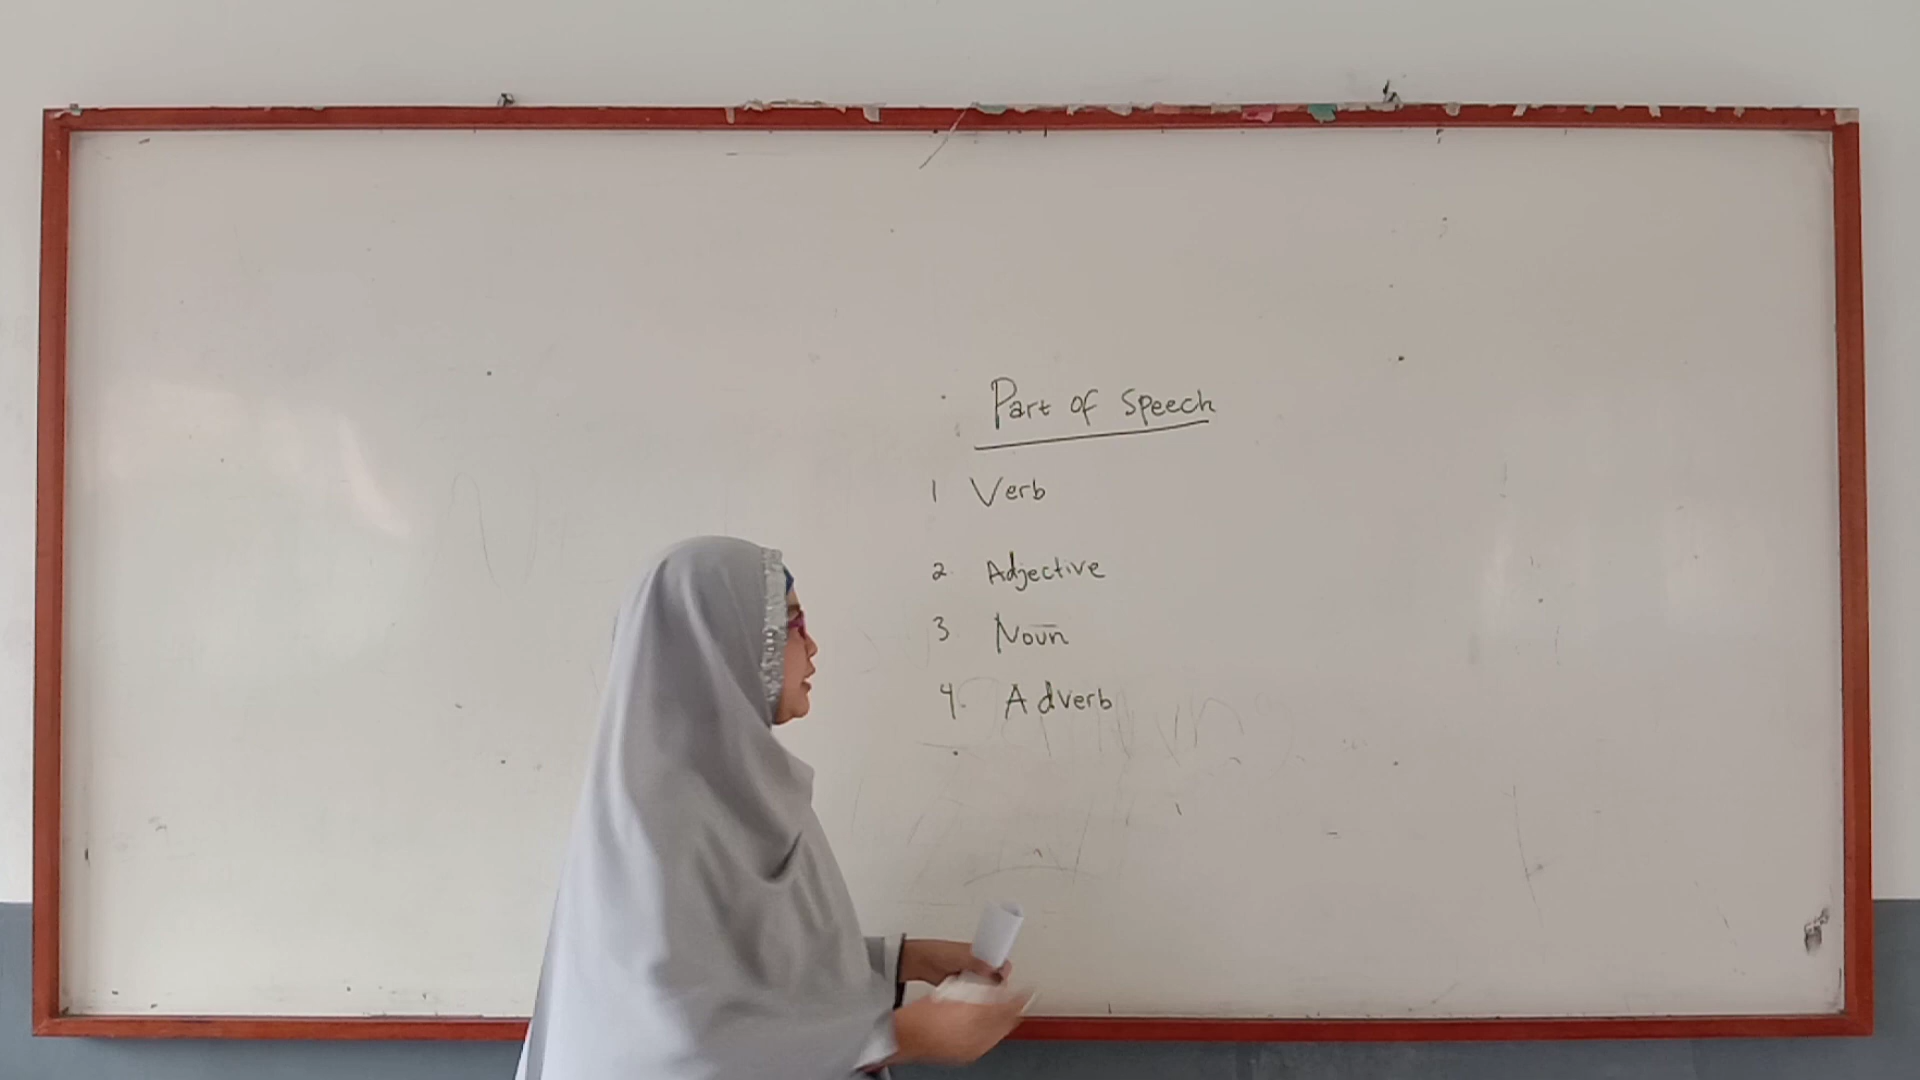 Part of Speech
1 Verb
2. Adjective
3 Noun
4. Adverb